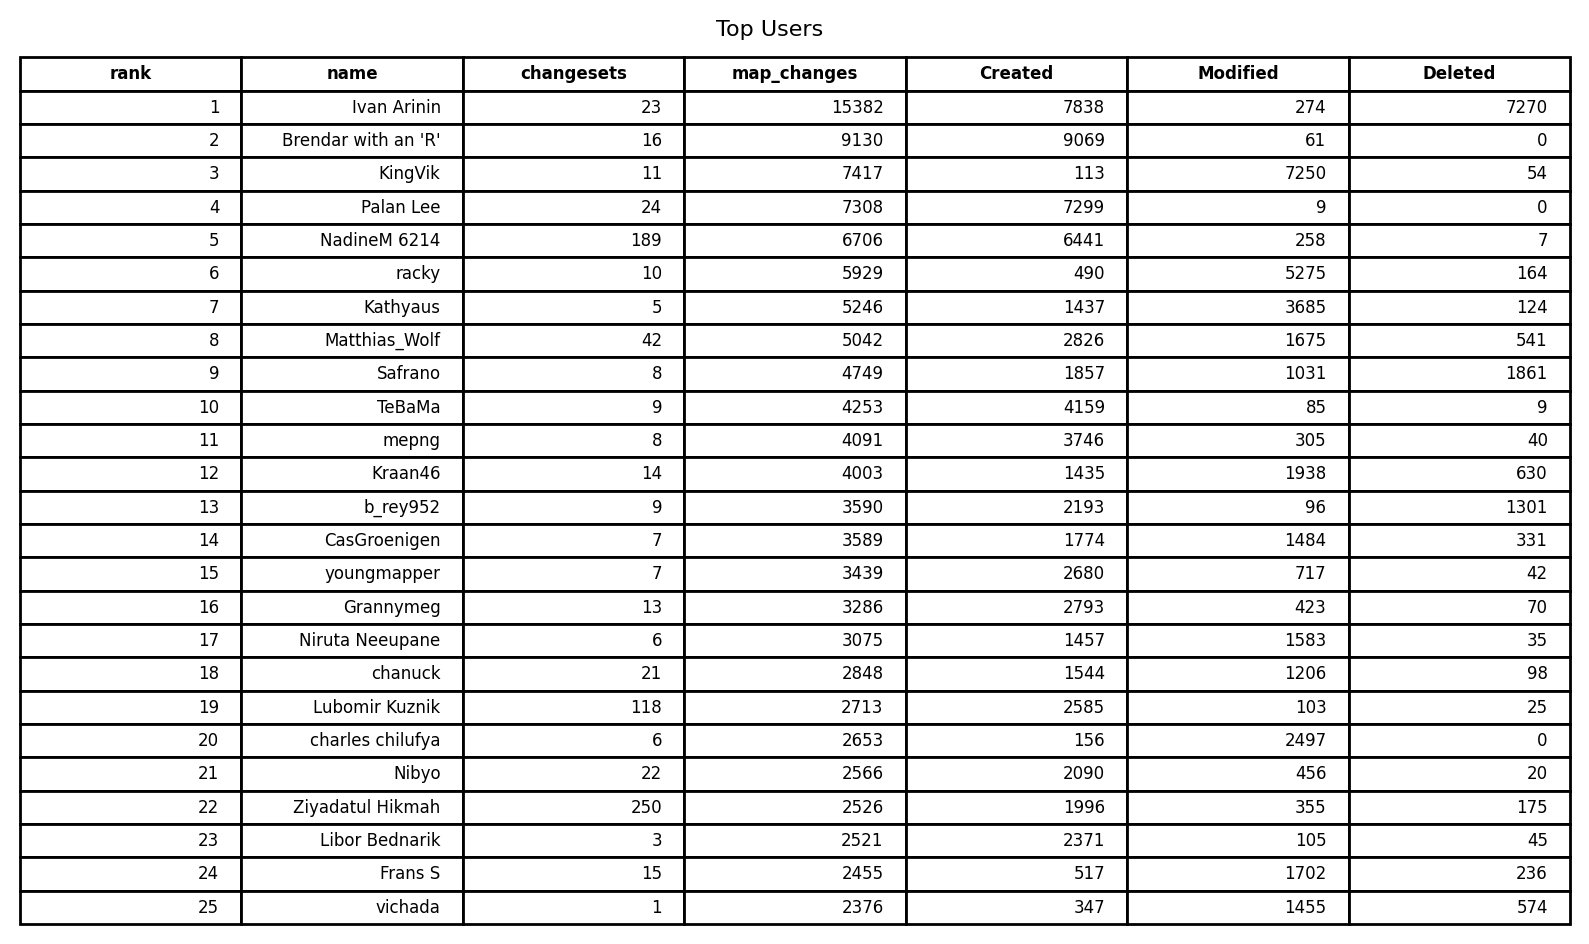 Top Users
rank name changesets map_changes Created Modified Deleted
1 Ivan Arinin 23 15382 7838 274 7270
2 Brendar with an 'R' 16 9130 9069 61 0
3 KingVik 11 7417 113 7250 54
4 Palan Lee 24 7308 7299 9 0
5 NadineM 6214 189 6706 6441 258 7
6 racky 10 5929 490 5275 164
7 Kathyaus 5 5246 1437 3685 124
8 Matthias_Wolf 42 5042 2826 1675 541
9 Safrano 8 4749 1857 1031 1861
10 TeBaMa 9 4253 4159 85 9
11 mepng 8 4091 3746 305 40
12 Kraan46 14 4003 1435 1938 630
13 b_rey952 9 3590 2193 96 1301
14 CasGroenigen 7 3589 1774 1484 331
15 youngmapper 7 3439 2680 717 42
16 Grannymeg 13 3286 2793 423 70
17 Niruta Neeupane 6 3075 1457 1583 35
18 chanuck 21 2848 1544 1206 98
19 Lubomir Kuznik 118 2713 2585 103 25
20 charles chilufya 6 2653 156 2497 0
21 Nibyo 22 2566 2090 456 20
22 Ziyadatul Hikmah 250 2526 1996 355 175
23 Libor Bednarik 3 2521 2371 105 45
24 Frans S 15 2455 517 1702 236
25 vichada 1 2376 347 1455 574